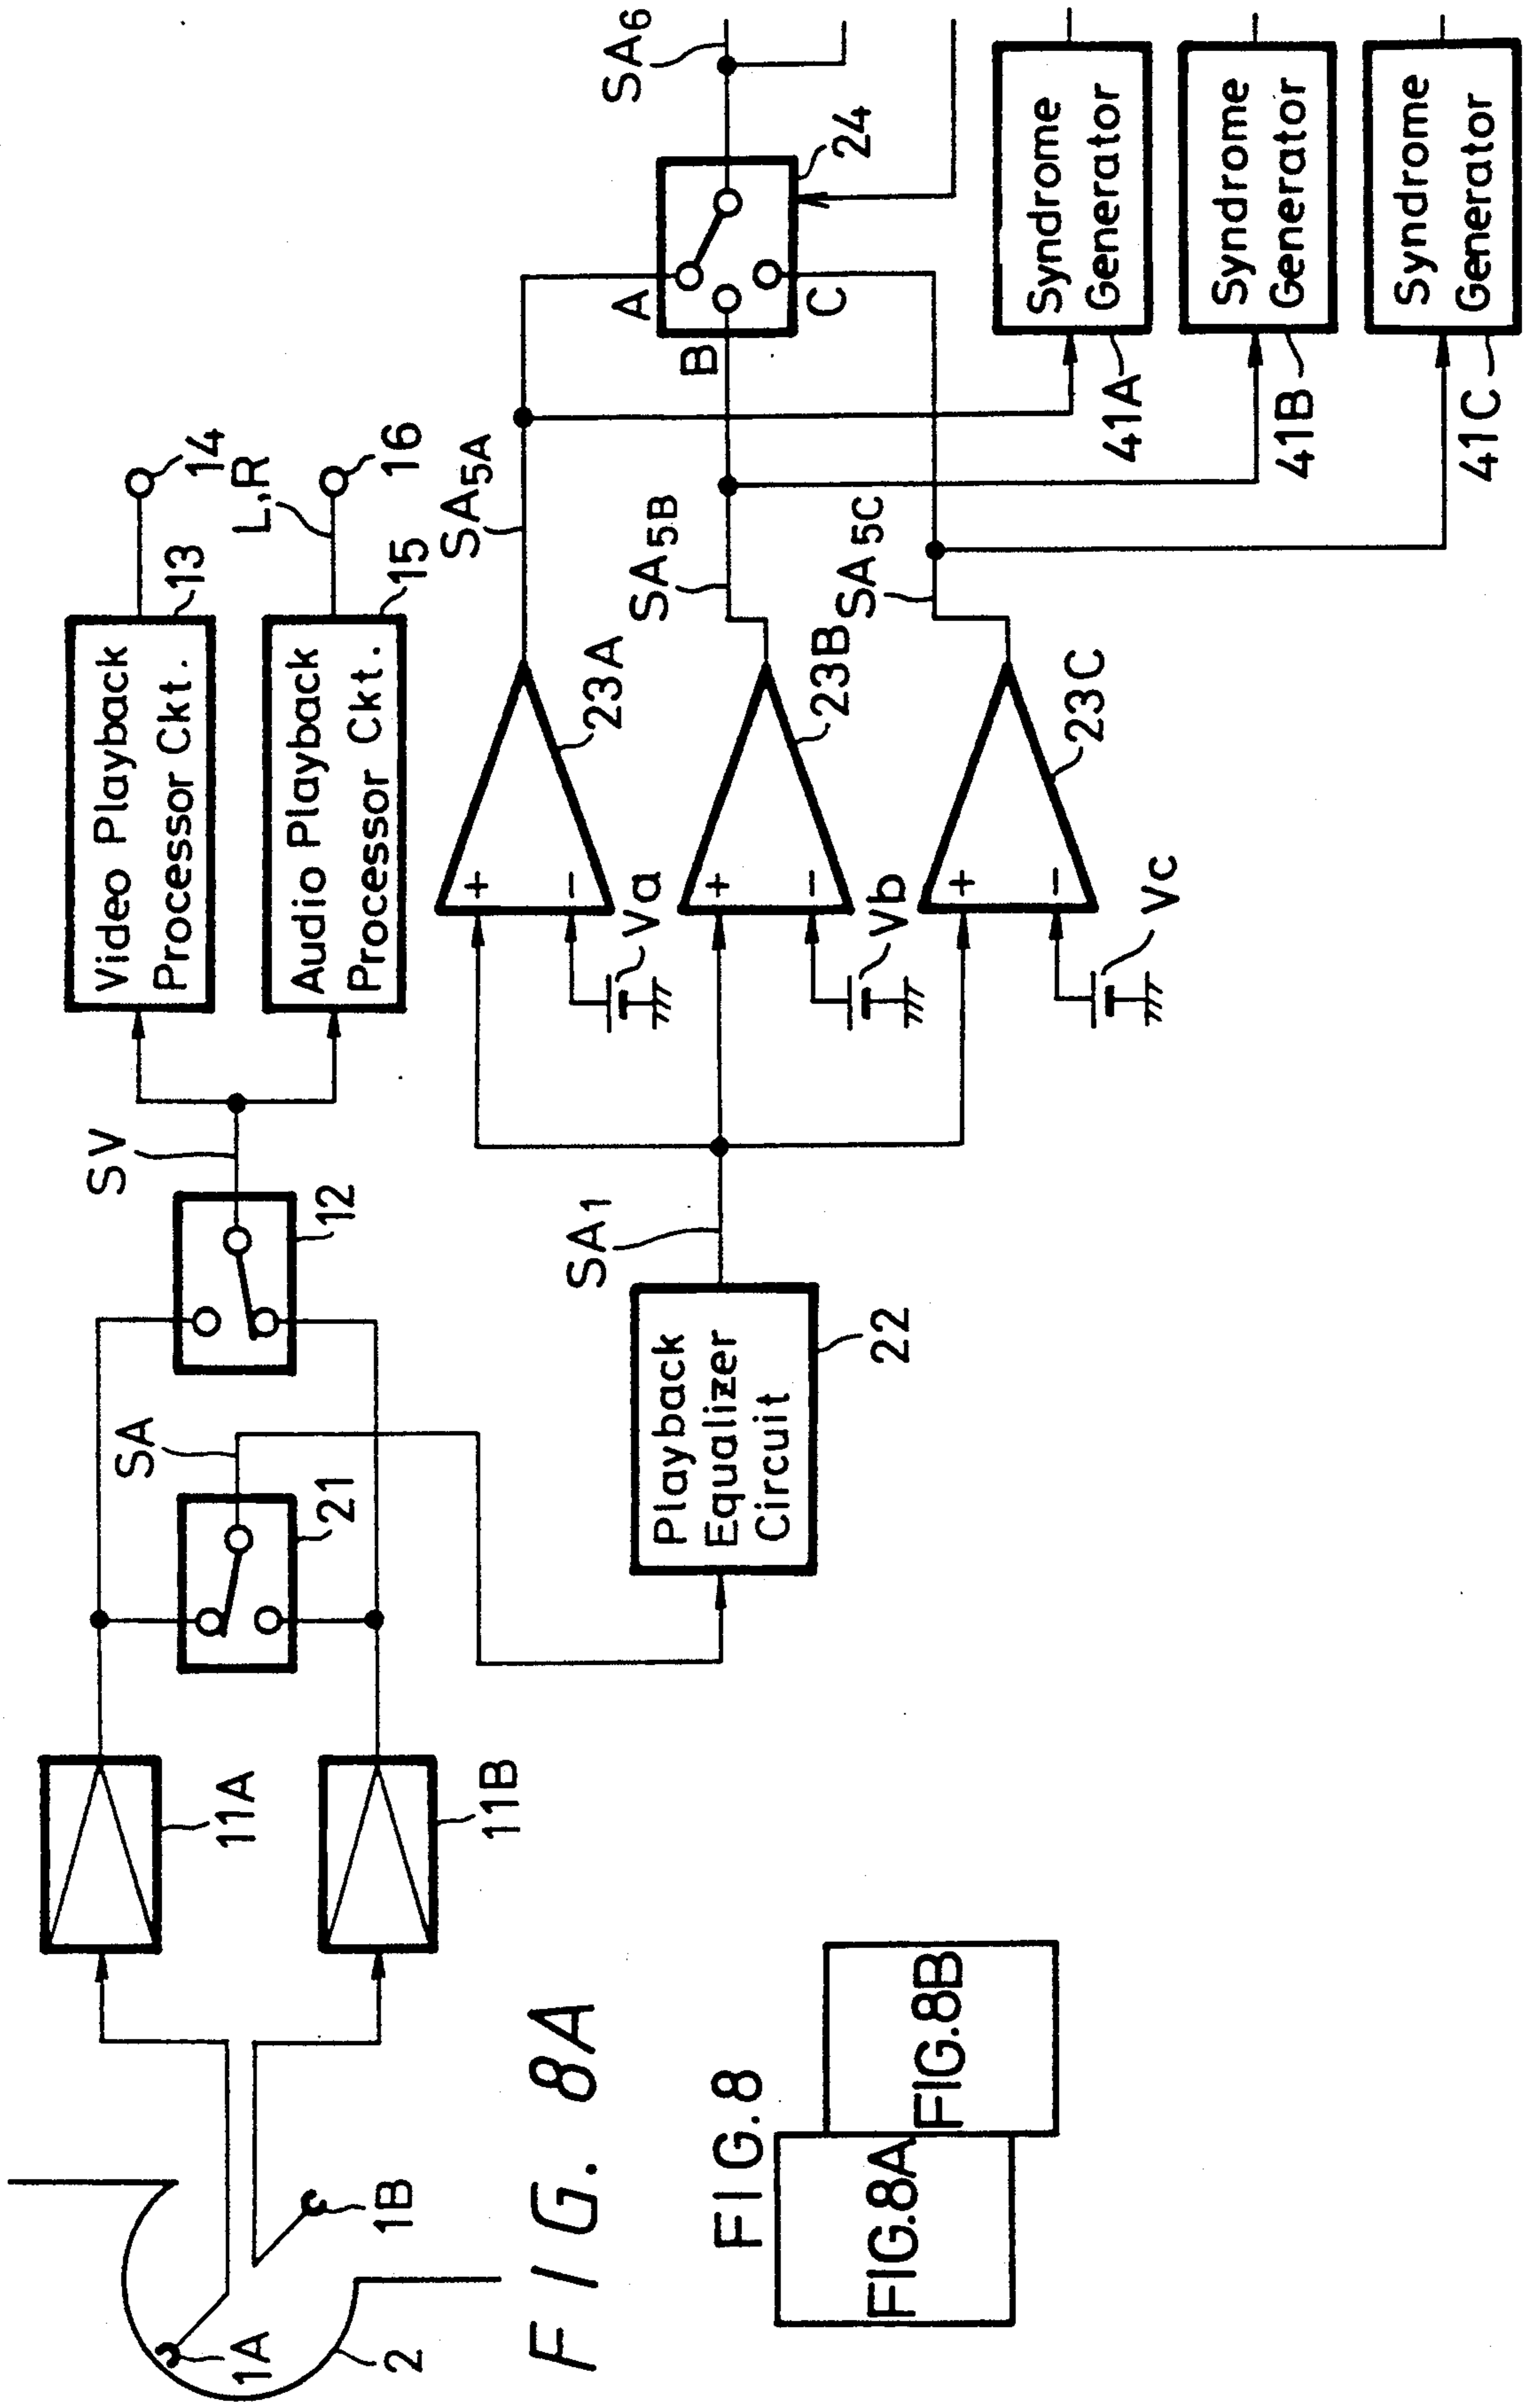 FIG. 8A
1A
1B
2
11A
11B
SA
21
12
SV
Video Playback
Processor Ckt.
13
14
Audio Playback
Processor Ckt.
15
L,R
16
Playback
Equalizer
Circuit
22
SA1
+
-
23A
Va
SA5A
+
-
23B
Vb
SA5B
+
-
23C
Vc
SA5C
A
B
C
24
SA6
Syndrome
Generator
41A
Syndrome
Generator
41B
Syndrome
Generator
41C
FIG.8
FIG.8A
FIG.8B